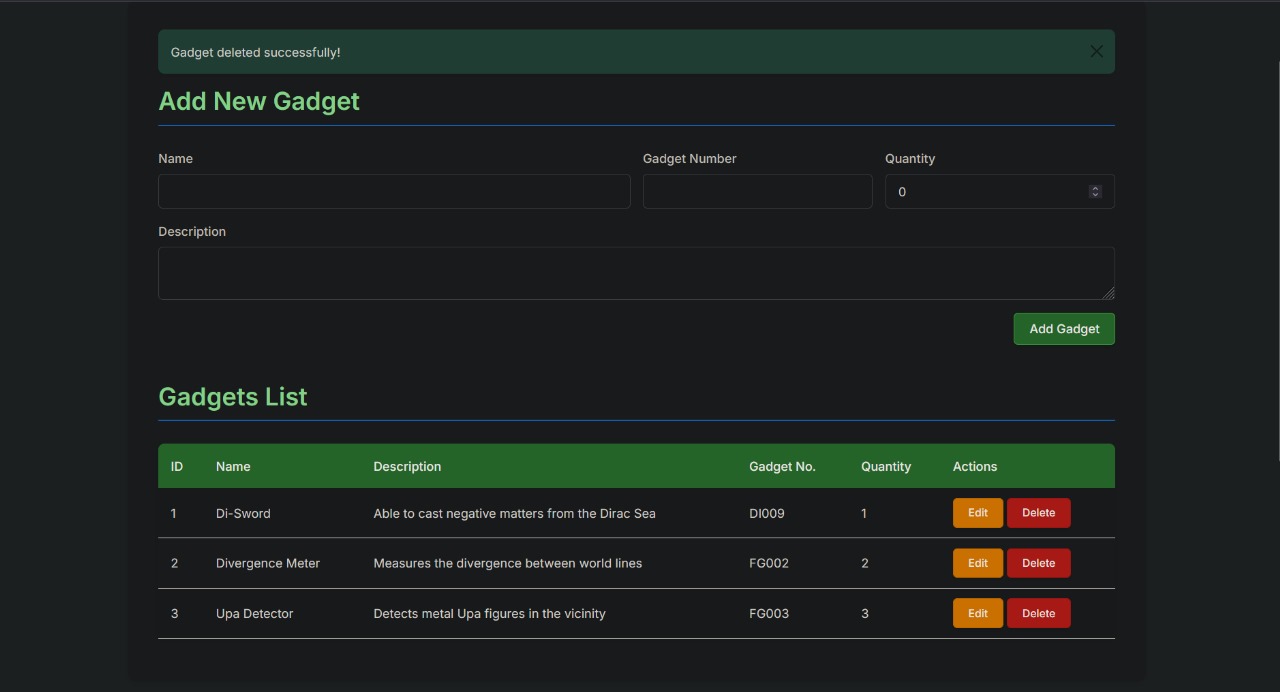 Gadget deleted successfully!
Add New Gadget
Name Gadget Number Quantity
0
Description
Add Gadget
Gadgets List
ID Name Description Gadget No. Quantity Actions
1 Di-Sword Able to cast negative matters from the Dirac Sea DI009 1 Edit Delete
2 Divergence Meter Measures the divergence between world lines FG002 2 Edit Delete
3 Upa Detector Detects metal Upa figures in the vicinity FG003 3 Edit Delete